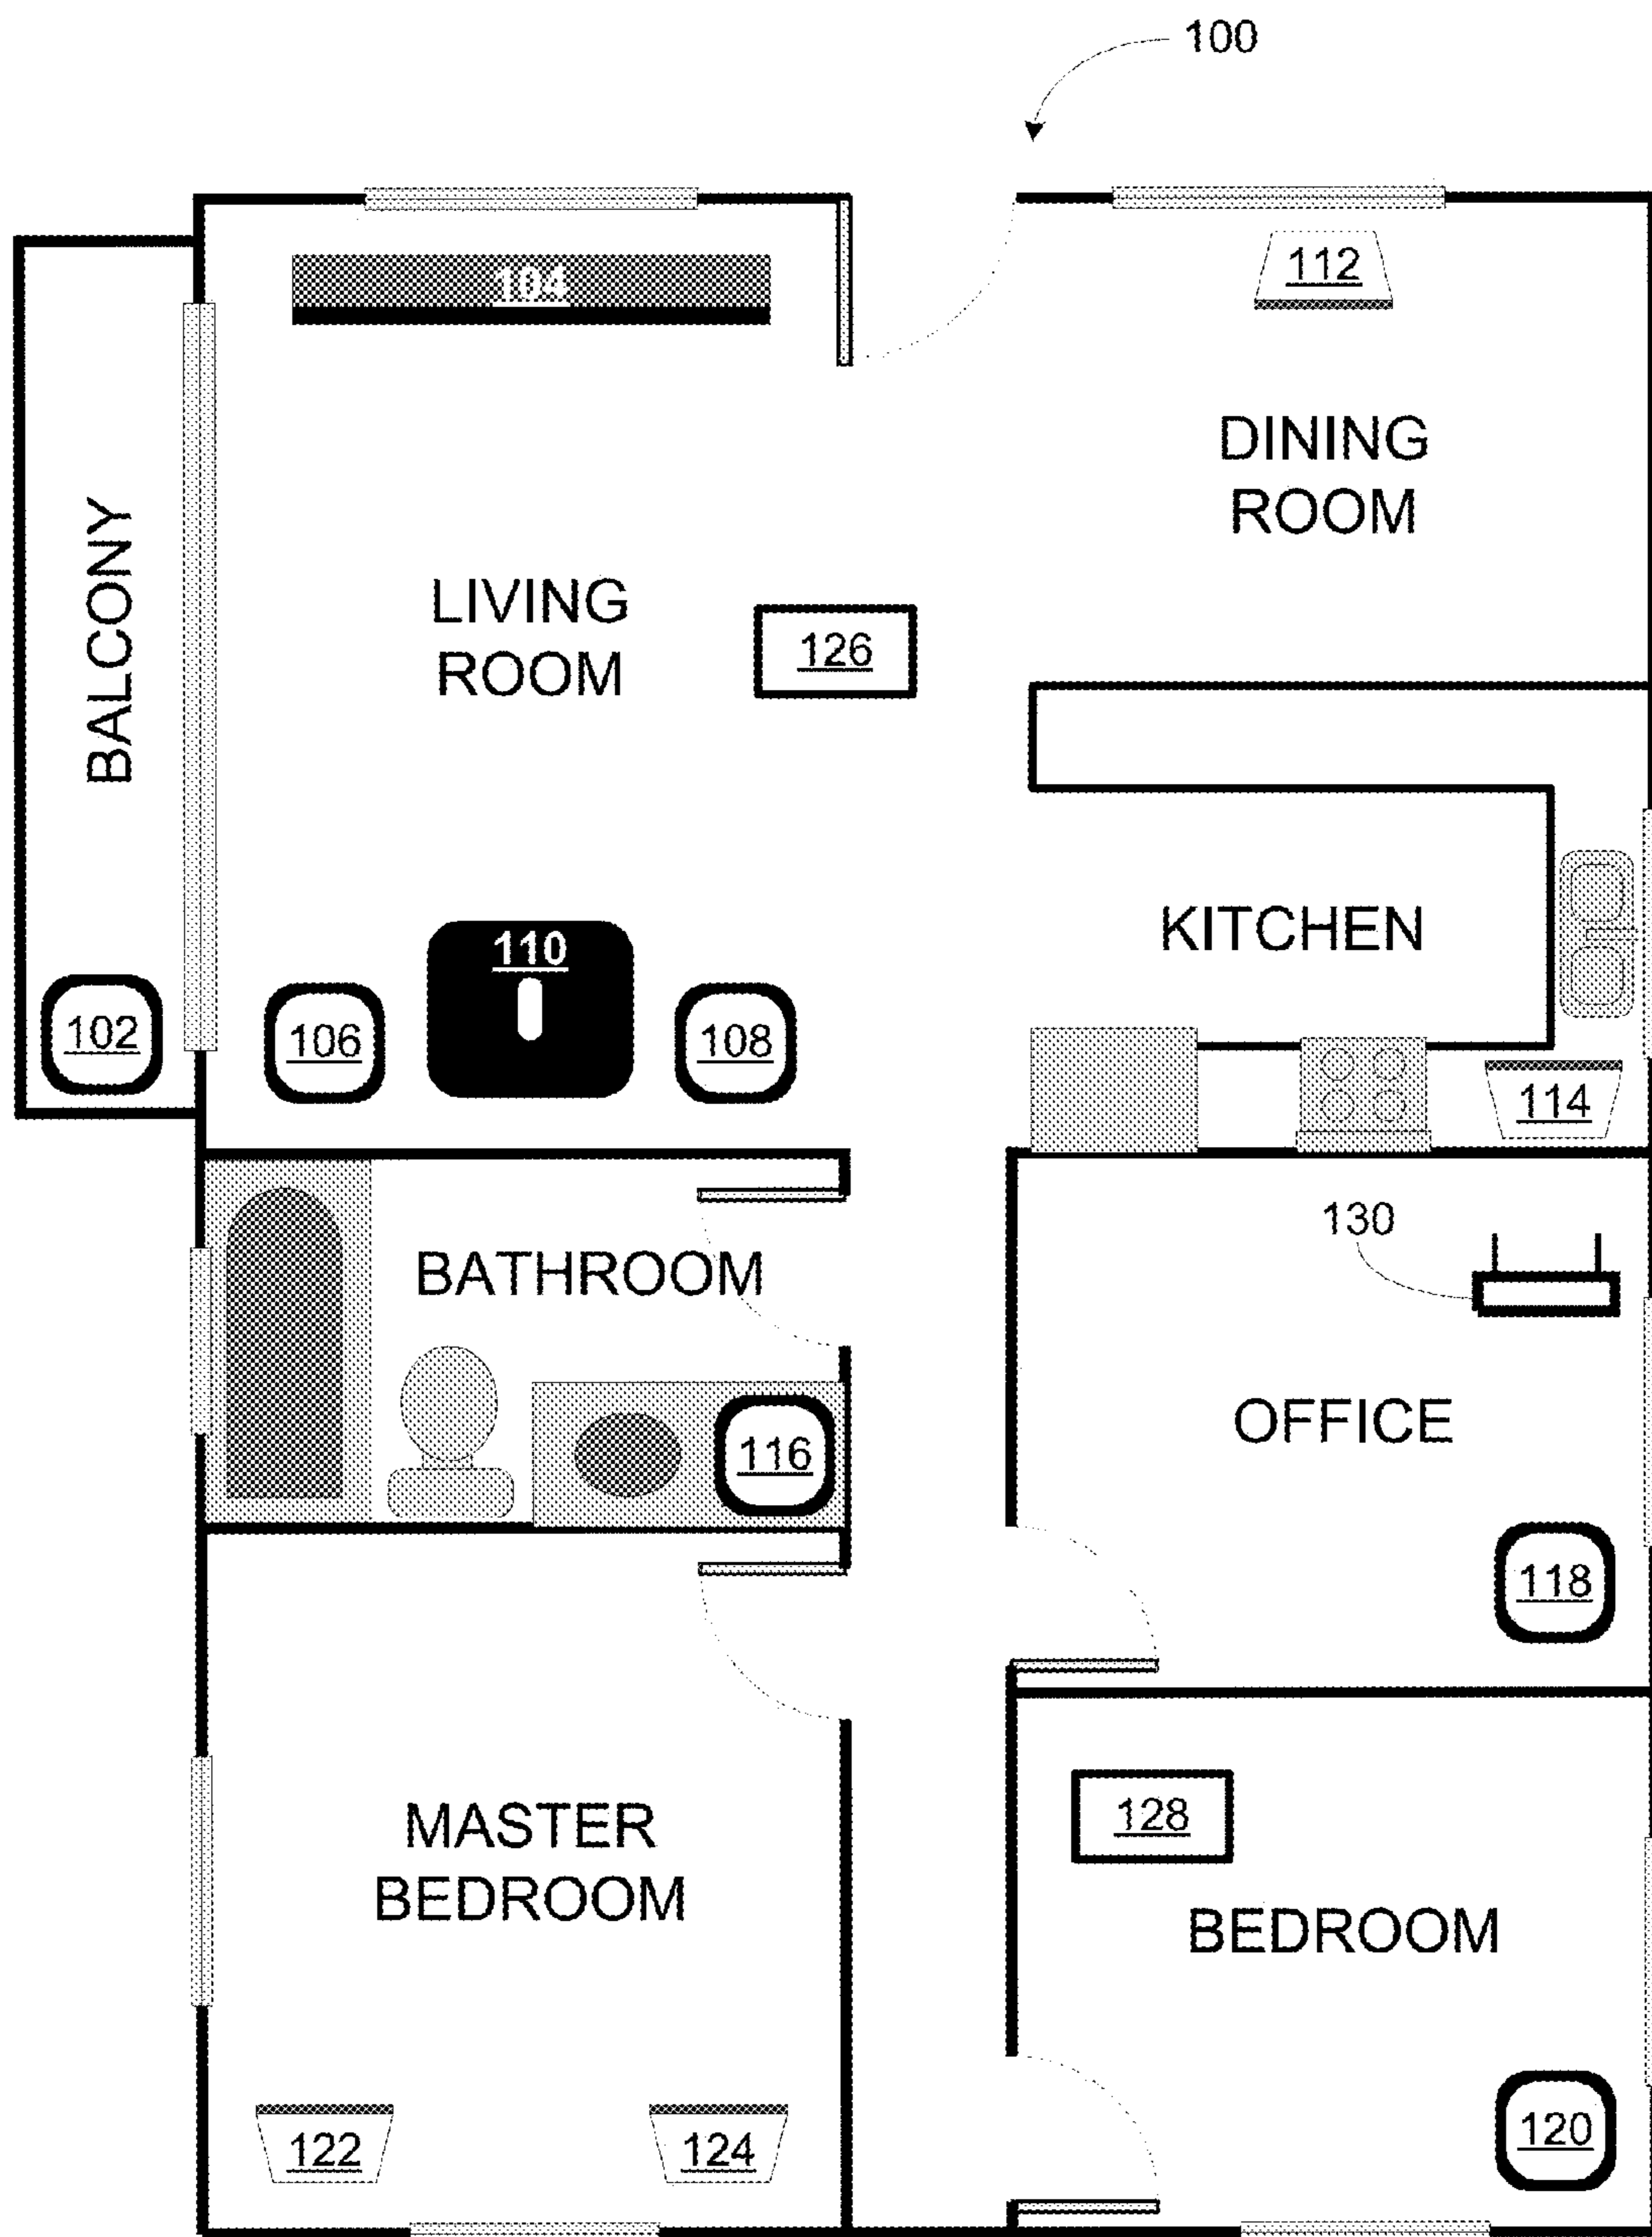 100
104
112
DINING
ROOM
BALCONY
LIVING
ROOM
126
110
KITCHEN
102
106
108
114
130
BATHROOM
OFFICE
116
118
128
MASTER
BEDROOM
BEDROOM
122
124
120